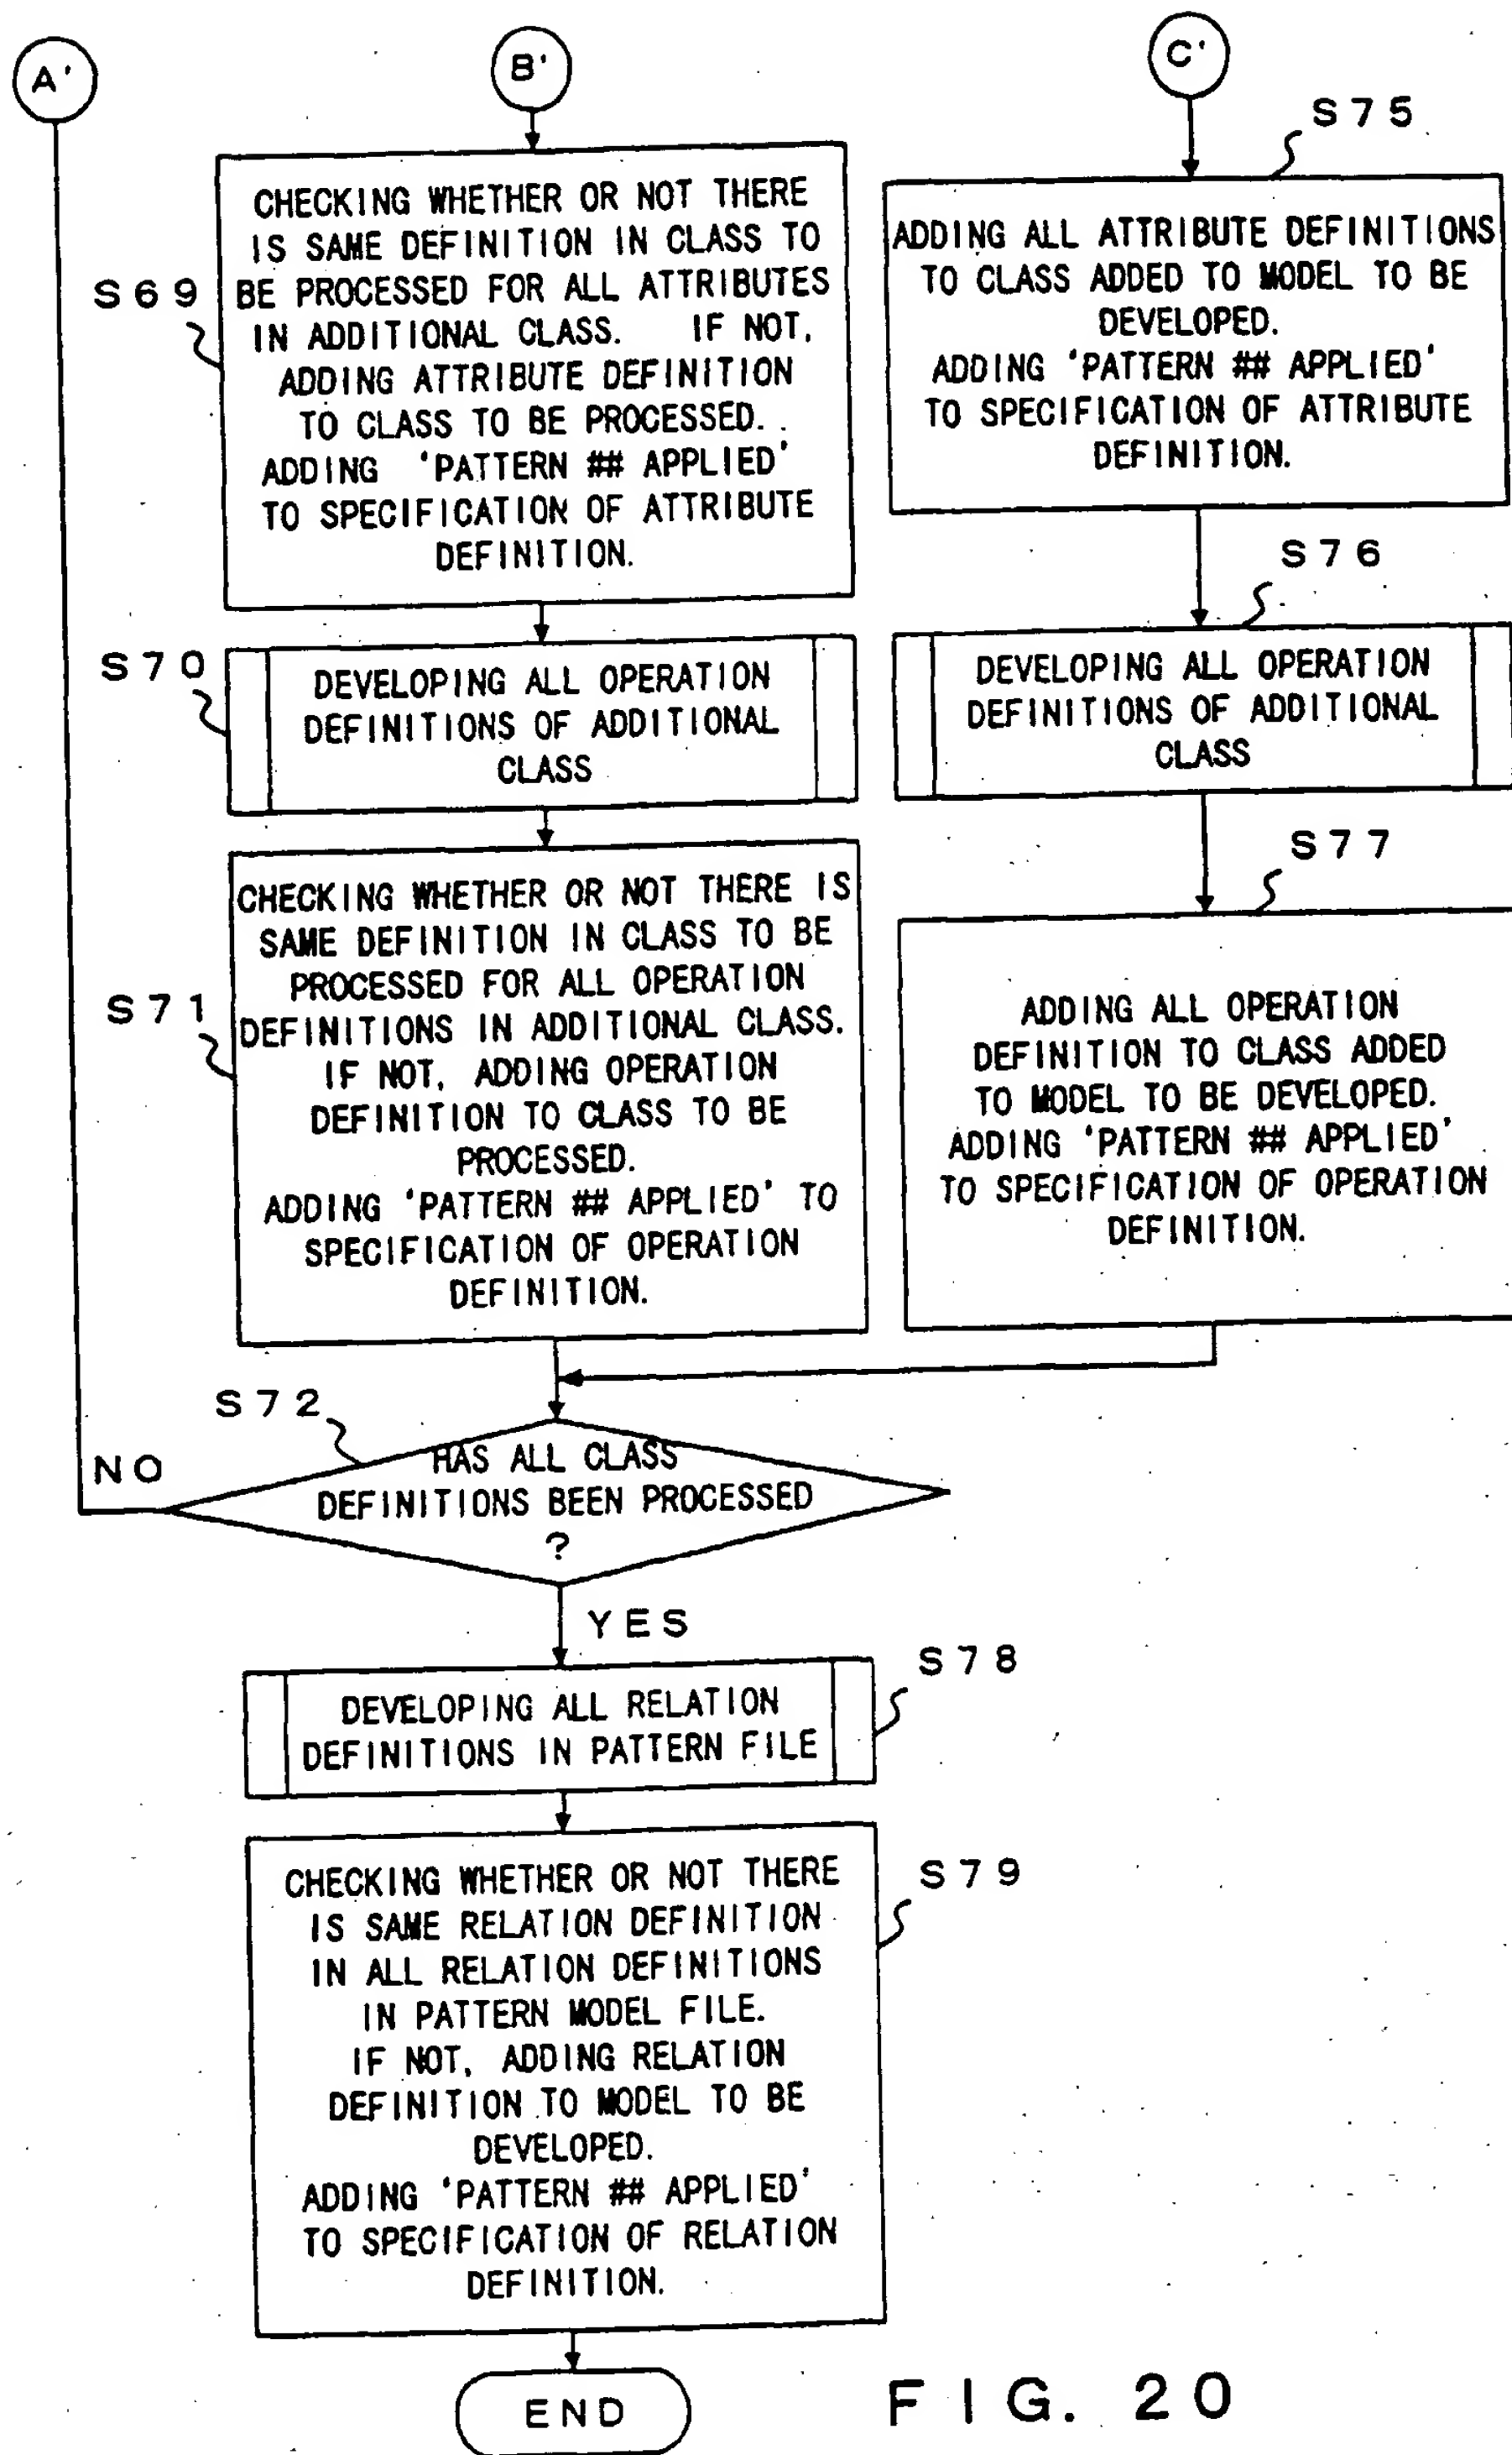 A'
B'
C'
S69
CHECKING WHETHER OR NOT THERE
IS SAME DEFINITION IN CLASS TO
BE PROCESSED FOR ALL ATTRIBUTES
IN ADDITIONAL CLASS. IF NOT,
ADDING ATTRIBUTE DEFINITION
TO CLASS TO BE PROCESSED.
ADDING 'PATTERN ## APPLIED'
TO SPECIFICATION OF ATTRIBUTE
DEFINITION.
S75
ADDING ALL ATTRIBUTE DEFINITIONS
TO CLASS ADDED TO MODEL TO BE
DEVELOPED.
ADDING 'PATTERN ## APPLIED'
TO SPECIFICATION OF ATTRIBUTE
DEFINITION.
S70
DEVELOPING ALL OPERATION
DEFINITIONS OF ADDITIONAL
CLASS
S76
DEVELOPING ALL OPERATION
DEFINITIONS OF ADDITIONAL
CLASS
S71
CHECKING WHETHER OR NOT THERE IS
SAME DEFINITION IN CLASS TO BE
PROCESSED FOR ALL OPERATION
DEFINITIONS IN ADDITIONAL CLASS.
IF NOT, ADDING OPERATION
DEFINITION TO CLASS TO BE
PROCESSED.
ADDING 'PATTERN ## APPLIED' TO
SPECIFICATION OF OPERATION
DEFINITION.
S77
ADDING ALL OPERATION
DEFINITION TO CLASS ADDED
TO MODEL TO BE DEVELOPED.
ADDING 'PATTERN ## APPLIED'
TO SPECIFICATION OF OPERATION
DEFINITION.
S72
HAS ALL CLASS
DEFINITIONS BEEN PROCESSED
?
NO
YES
S78
DEVELOPING ALL RELATION
DEFINITIONS IN PATTERN FILE
S79
CHECKING WHETHER OR NOT THERE
IS SAME RELATION DEFINITION
IN ALL RELATION DEFINITIONS
IN PATTERN MODEL FILE.
IF NOT, ADDING RELATION
DEFINITION TO MODEL TO BE
DEVELOPED.
ADDING 'PATTERN ## APPLIED'
TO SPECIFICATION OF RELATION
DEFINITION.
END
FIG. 20